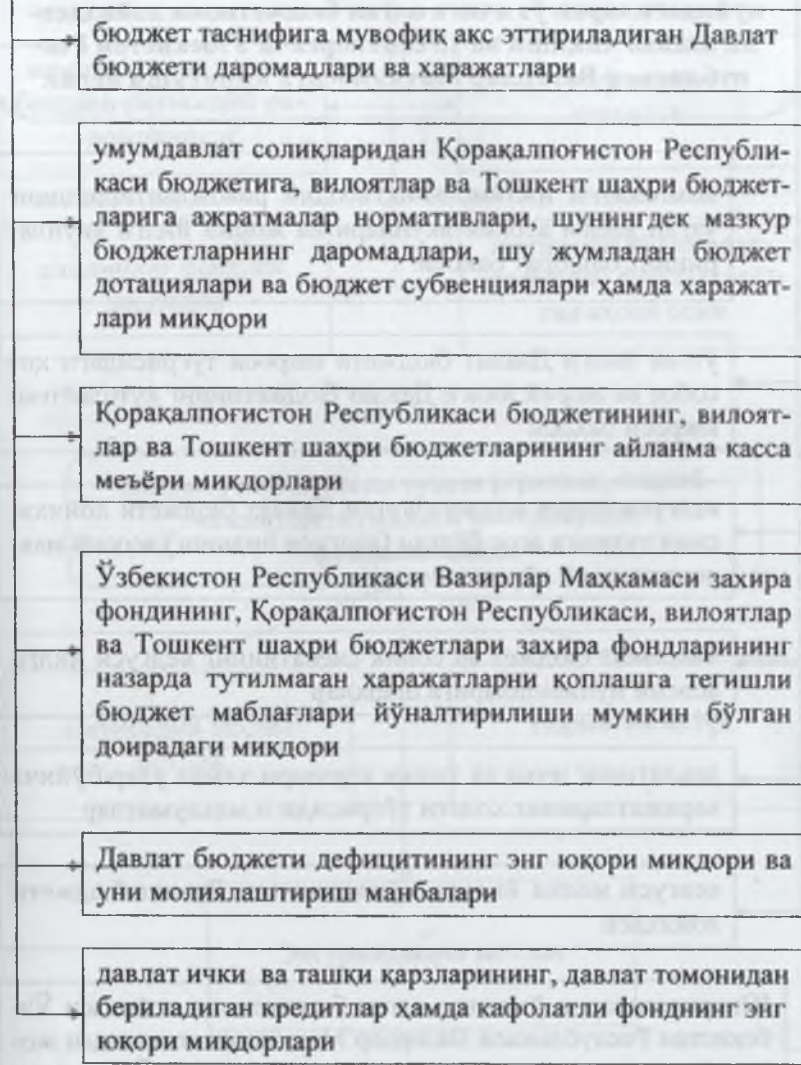 бюджет таснифига мувофиқ акс эттириладиган Давлат
бюджети даромадлари ва харажатлари
умумдавлат солиқларидан Қорақалпоғистон Республи-
каси бюджетига, вилоятлар ва Тошкент шаҳри бюджет-
ларига ажратмалар нормативлари, шунингдек мазкур
бюджетларнинг даромадлари, шу жумладан бюджет
дотациялари ва бюджет субвенциялари ҳамда харажат-
лари миқдори
Қорақалпоғистон Республикаси бюджетининг, вилоят-
лар ва Тошкент шаҳри бюджетларининг айланма касса
меъёри миқдорлари
Ўзбекистон Республикаси Вазирлар Маҳкамаси захира
фондининг, Қорақалпоғистон Республикаси, вилоятлар
ва Тошкент шаҳри бюджетлари захира фондларининг
назарда тутилмаган харажатларни қоплашга тегишли
бюджет маблағлари йўналтирилиши мумкин бўлган
доирадаги миқдори
Давлат бюджети дефицитининг энг юқори миқдори ва
уни молиялаштириш манбалари
давлат ички ва ташқи қарзларининг, давлат томонидан
бериладиган кредитлар ҳамда кафолатли фонднинг энг
юқори миқдорлари